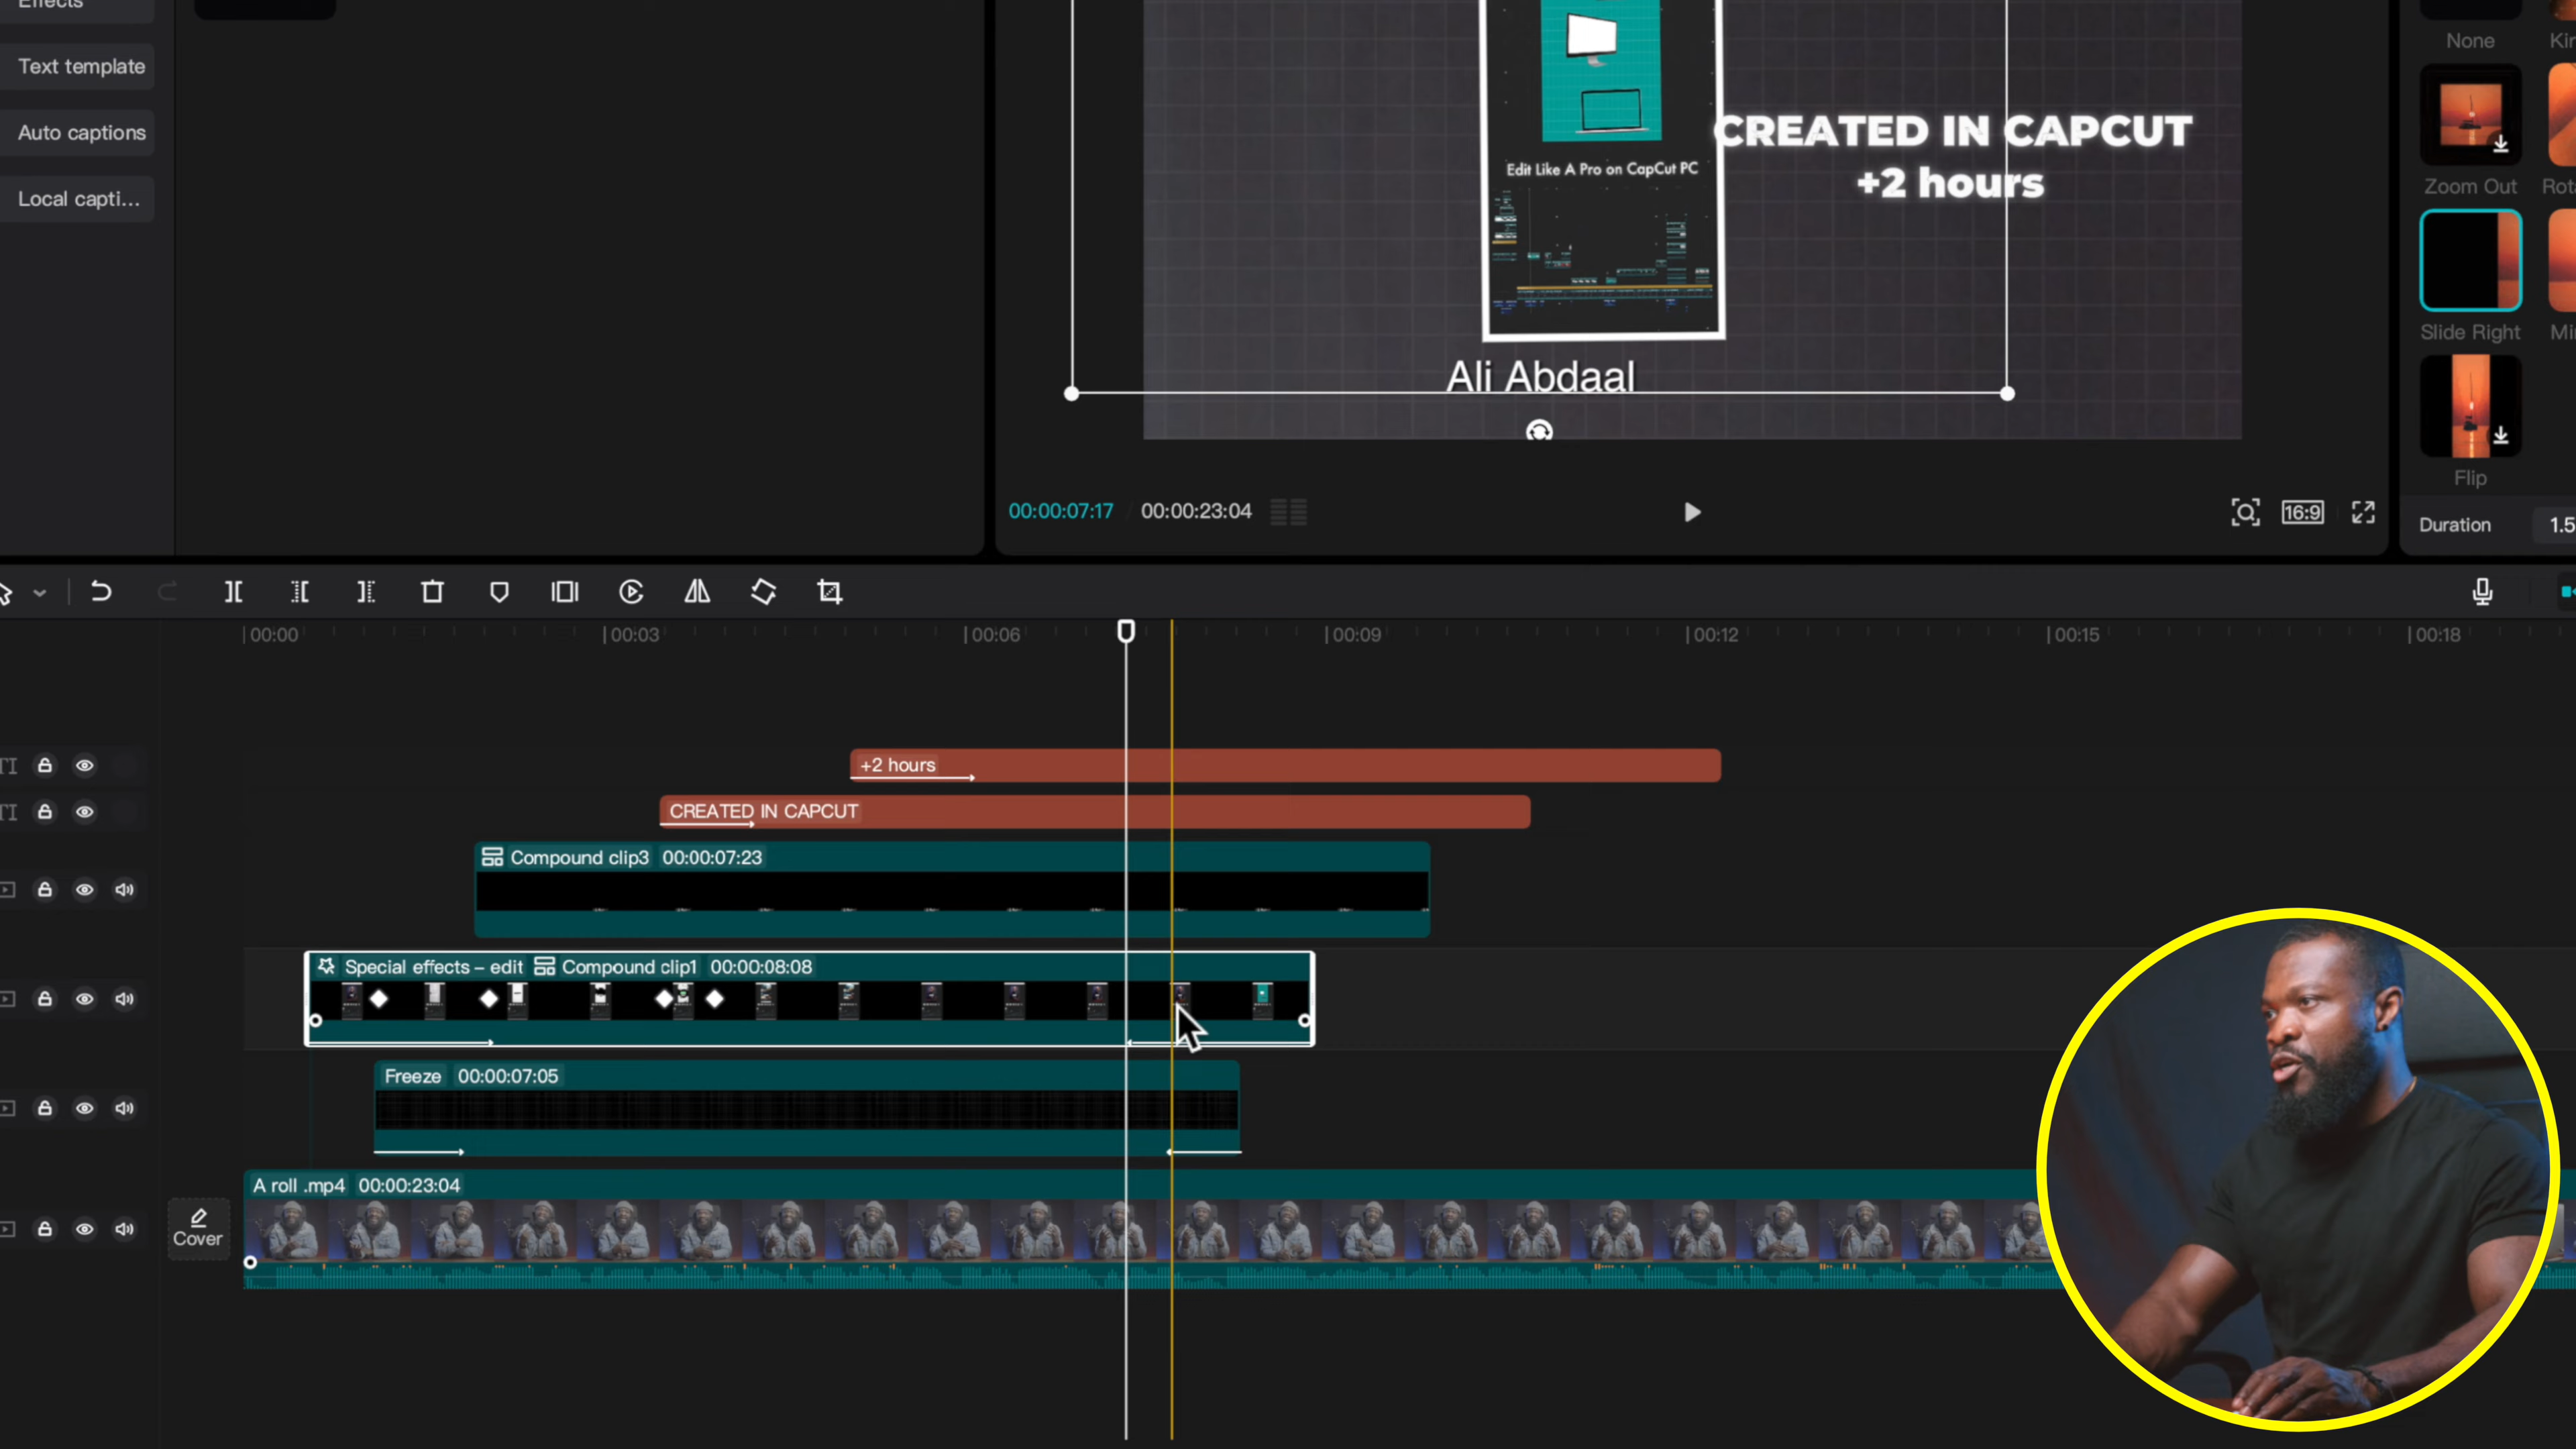 Effects
Text template
Auto captions
Local capti...
Edit Like A Pro on CapCut PC
CREATED IN CAPCUT
+2 hours
Ali Abdaal
None
Zoom Out
Slide Right
Flip
00:00:07:17
00:00:23:04
16:9
Duration
1.5
00:00
00:03
00:06
00:09
00:12
00:15
00:18
+2 hours
CREATED IN CAPCUT
Compound clip3 00:00:07:23
Special effects – edit Compound clip1 00:00:08:08
Freeze 00:00:07:05
A roll .mp4 00:00:23:04
Cover